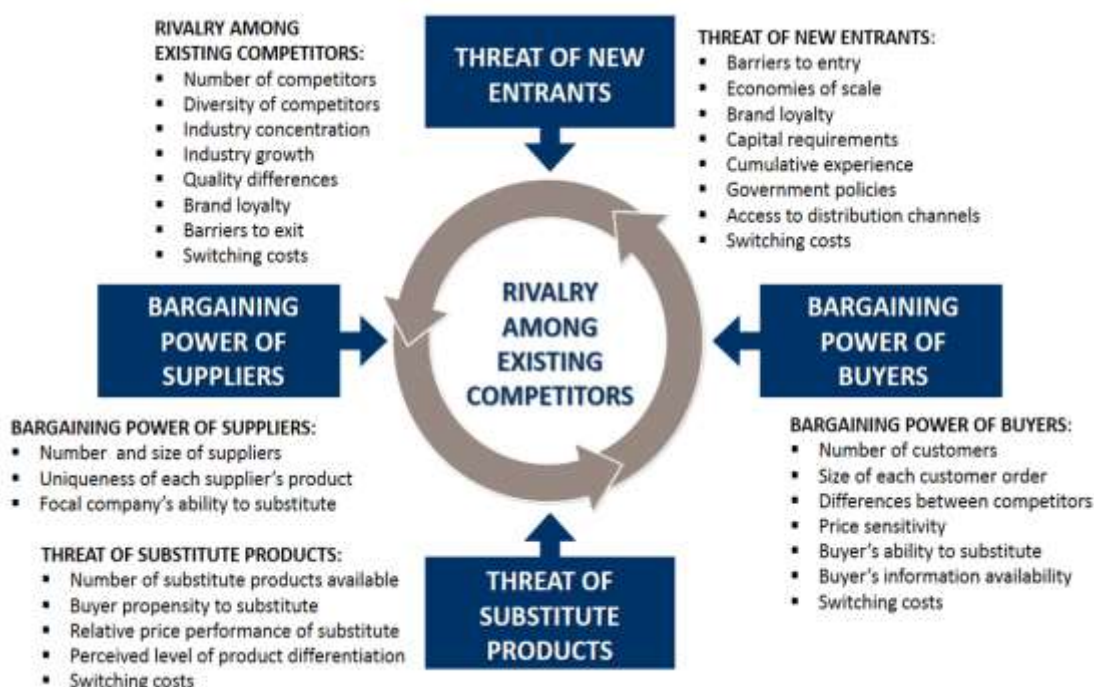 RIVALRY AMONG
EXISTING COMPETITORS:
▪ Number of competitors
▪ Diversity of competitors
▪ Industry concentration
▪ Industry growth
▪ Quality differences
▪ Brand loyalty
▪ Barriers to exit
▪ Switching costs
THREAT OF NEW
ENTRANTS
THREAT OF NEW ENTRANTS:
▪ Barriers to entry
▪ Economies of scale
▪ Brand loyalty
▪ Capital requirements
▪ Cumulative experience
▪ Government policies
▪ Access to distribution channels
▪ Switching costs
BARGAINING
POWER OF
SUPPLIERS
RIVALRY
AMONG
EXISTING
COMPETITORS
BARGAINING
POWER OF
BUYERS
BARGAINING POWER OF SUPPLIERS:
▪ Number and size of suppliers
▪ Uniqueness of each supplier's product
▪ Focal company's ability to substitute
BARGAINING POWER OF BUYERS:
▪ Number of customers
▪ Size of each customer order
▪ Differences between competitors
▪ Price sensitivity
▪ Buyer's ability to substitute
▪ Buyer's information availability
▪ Switching costs
THREAT OF SUBSTITUTE PRODUCTS:
▪ Number of substitute products available
▪ Buyer propensity to substitute
▪ Relative price performance of substitute
▪ Perceived level of product differentiation
▪ Switching costs
THREAT OF
SUBSTITUTE
PRODUCTS